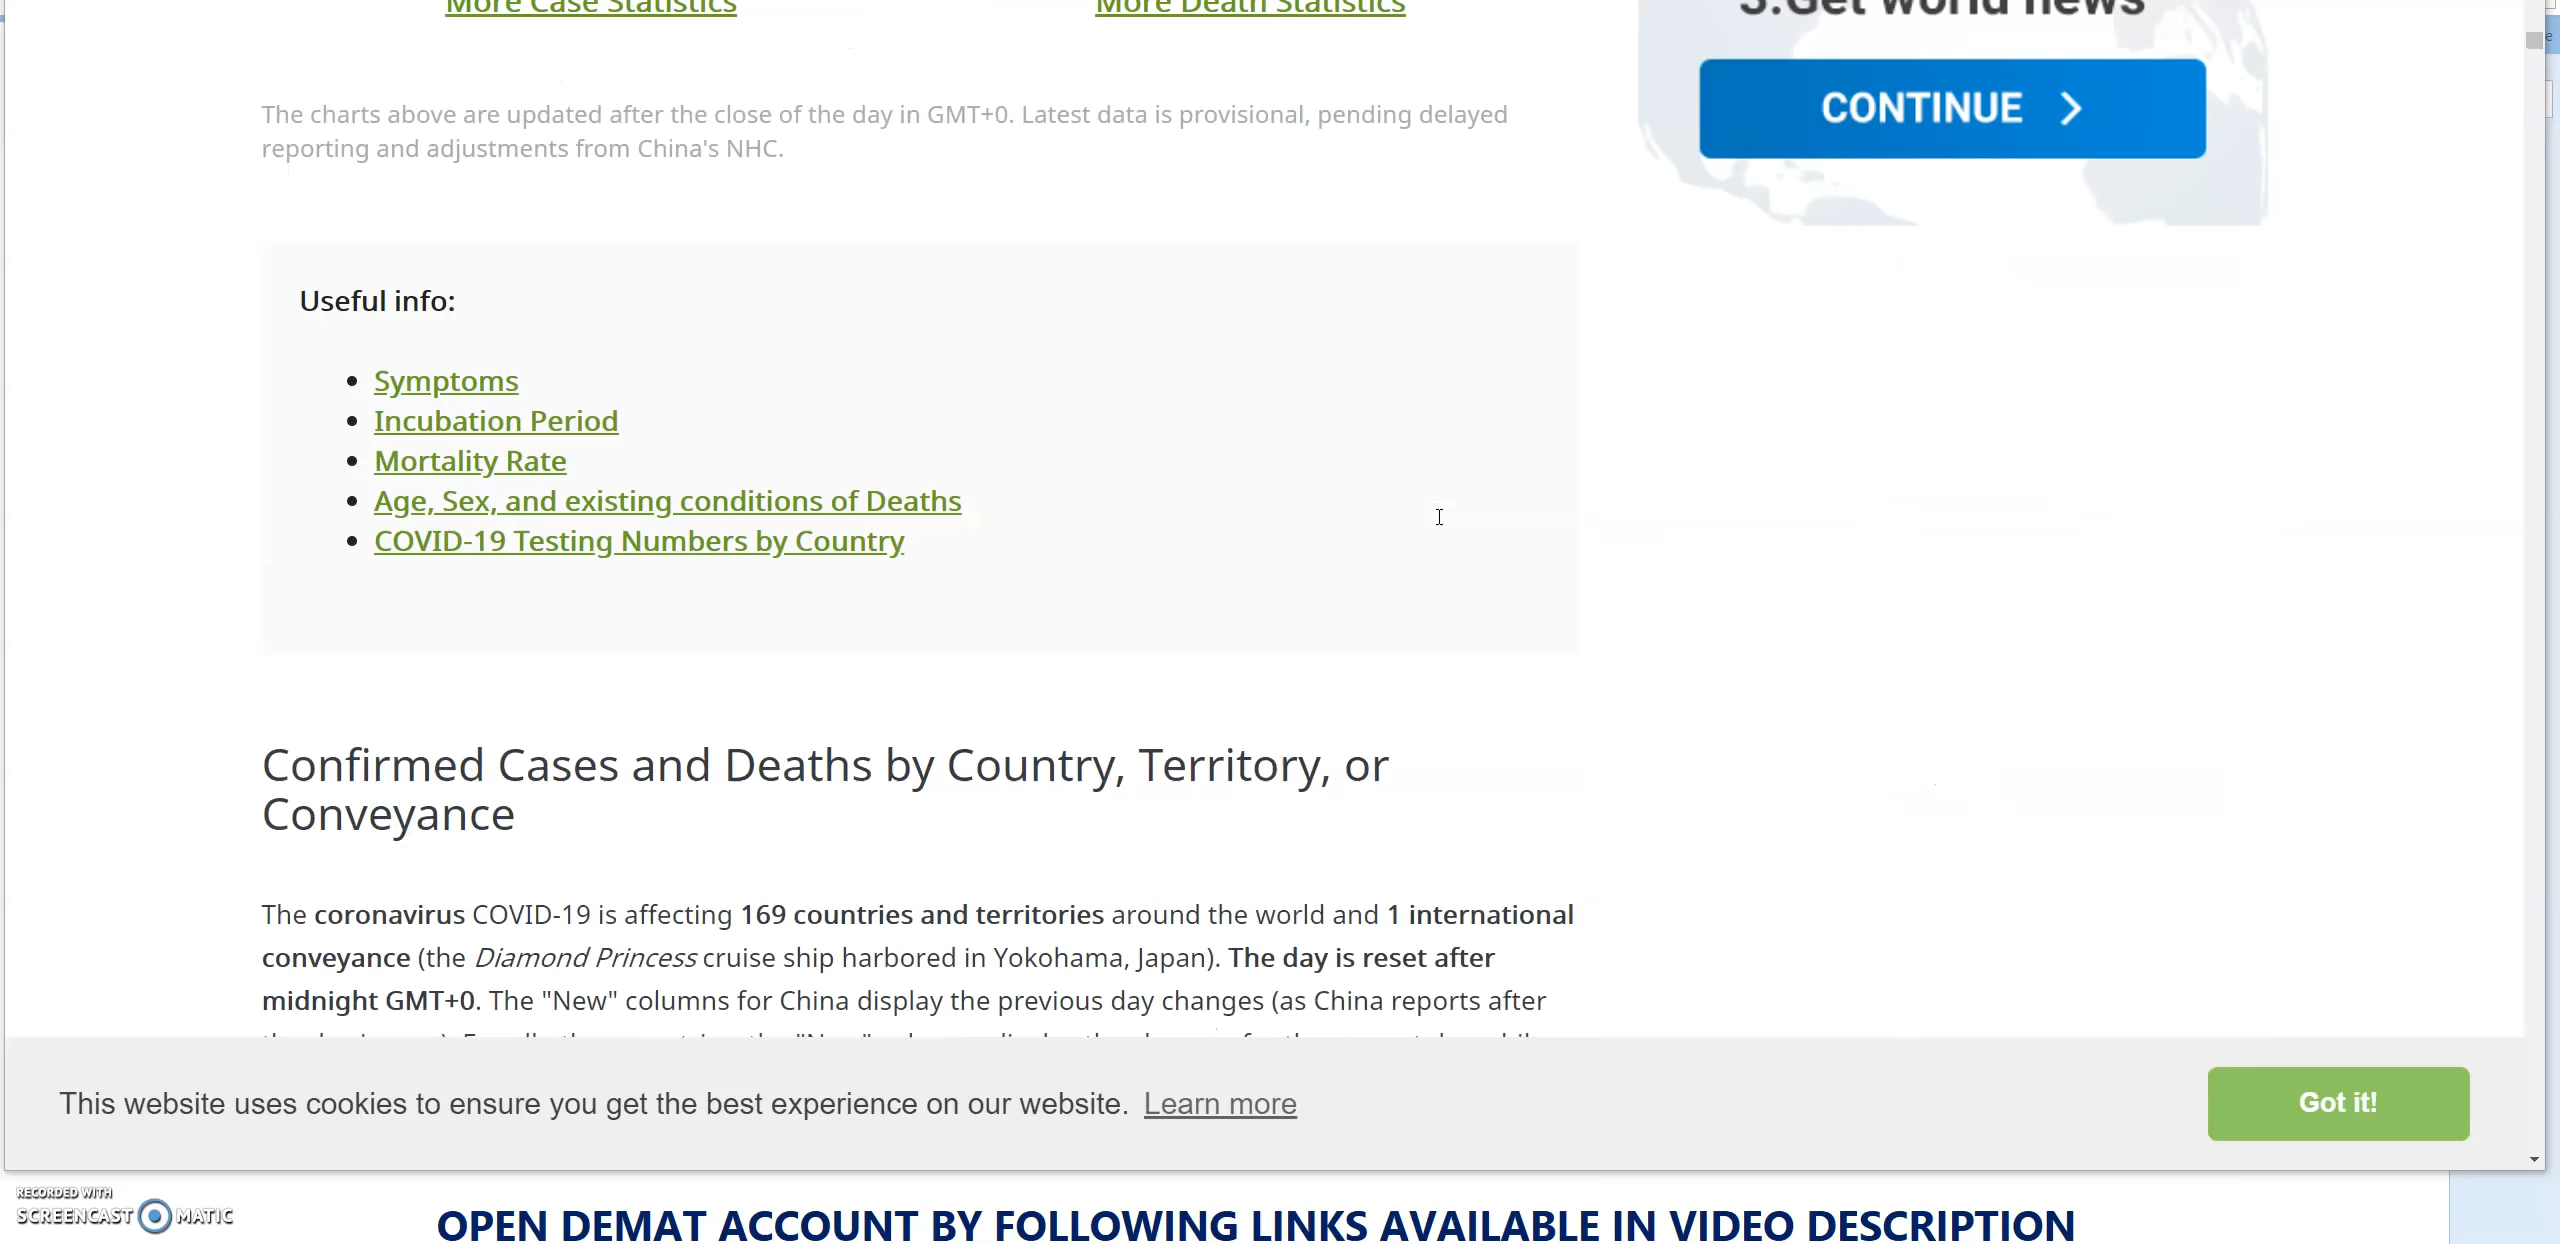 More Case Statistics
More Death Statistics
3.Get world news
CONTINUE
The charts above are updated after the close of the day in GMT+0. Latest data is provisional, pending delayed
reporting and adjustments from China's NHC.
Useful info:
Symptoms
Incubation Period
Mortality Rate
Age, Sex, and existing conditions of Deaths
COVID-19 Testing Numbers by Country
Confirmed Cases and Deaths by Country, Territory, or
Conveyance
The coronavirus COVID-19 is affecting 169 countries and territories around the world and 1 international
conveyance (the Diamond Princess cruise ship harbored in Yokohama, Japan). The day is reset after
midnight GMT+0. The "New" columns for China display the previous day changes (as China reports after
This website uses cookies to ensure you get the best experience on our website. Learn more
Got it!
RECORDED WITH
SCREENCAST MATIC
OPEN DEMAT ACCOUNT BY FOLLOWING LINKS AVAILABLE IN VIDEO DESCRIPTION